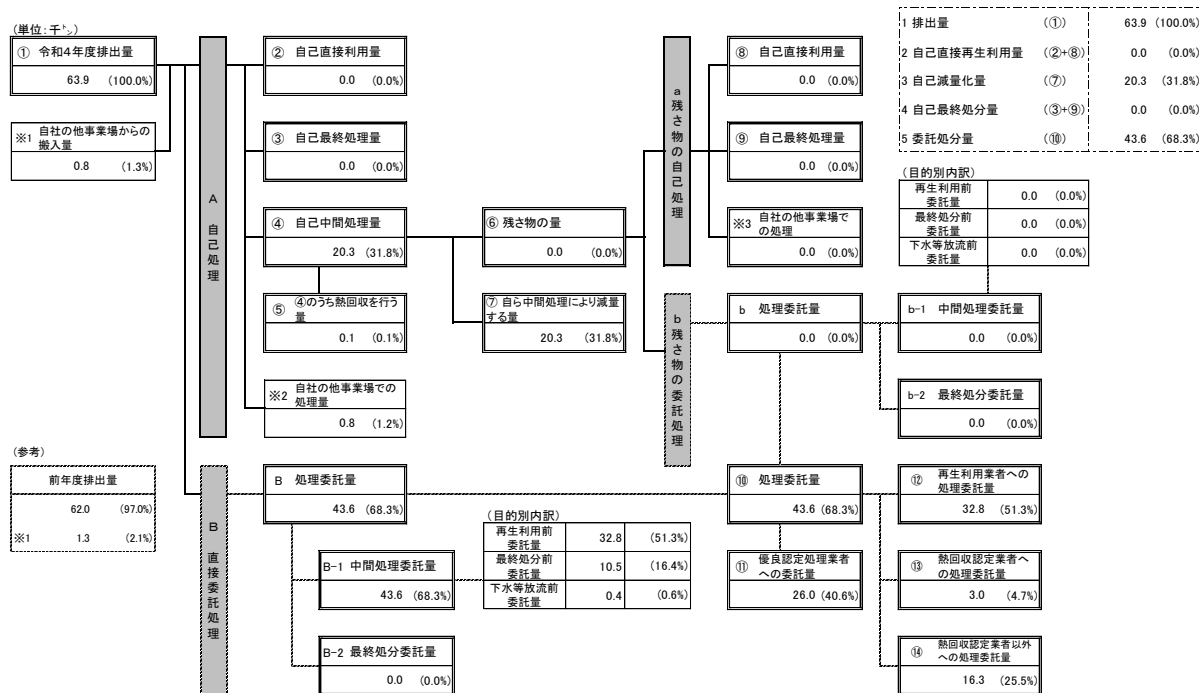 (単位:千㌧)
① 令和4年度排出量
63.9 (100.0%)
※1 自社の他事業場からの
搬入量
0.8 (1.3%)
(参考)
前年度排出量
62.0 (97.0%)
※1 1.3 (2.1%)
A 自己処理
② 自己直接利用量
0.0 (0.0%)
③ 自己最終処理量
0.0 (0.0%)
④ 自己中間処理量
20.3 (31.8%)
⑤ ④のうち熱回収を行う
量
0.1 (0.1%)
※2 自社の他事業場での
処理量
0.8 (1.2%)
⑥ 残さ物の量
0.0 (0.0%)
⑦ 自ら中間処理により減量
する量
20.3 (31.8%)
a 残さ物の自己処理
⑧ 自己直接利用量
0.0 (0.0%)
⑨ 自己最終処理量
0.0 (0.0%)
※3 自社の他事業場で
の処理
0.0 (0.0%)
b 残さ物の委託処理
b 処理委託量
0.0 (0.0%)
1 排出量 (①) 63.9 (100.0%)
2 自己直接再生利用量 (②+⑧) 0.0 (0.0%)
3 自己減量化量 (⑦) 20.3 (31.8%)
4 自己最終処分量 (③+⑨) 0.0 (0.0%)
5 委託処分量 (⑩) 43.6 (68.3%)
(目的別内訳)
再生利用前
委託量 0.0 (0.0%)
最終処分前
委託量 0.0 (0.0%)
下水等放流前
委託量 0.0 (0.0%)
b-1 中間処理委託量
0.0 (0.0%)
b-2 最終処分委託量
0.0 (0.0%)
B 直接委託処理
B 処理委託量
43.6 (68.3%)
B-1 中間処理委託量
43.6 (68.3%)
B-2 最終処分委託量
0.0 (0.0%)
(目的別内訳)
再生利用前
委託量 32.8 (51.3%)
最終処分前
委託量 10.5 (16.4%)
下水等放流前
委託量 0.4 (0.6%)
⑩ 処理委託量
43.6 (68.3%)
⑪ 優良認定処理業者
への委託量
26.0 (40.6%)
⑫ 再生利用業者への
処理委託量
32.8 (51.3%)
⑬ 熱回収認定業者へ
の処理委託量
3.0 (4.7%)
⑭ 熱回収認定業者以外
への処理委託量
16.3 (25.5%)